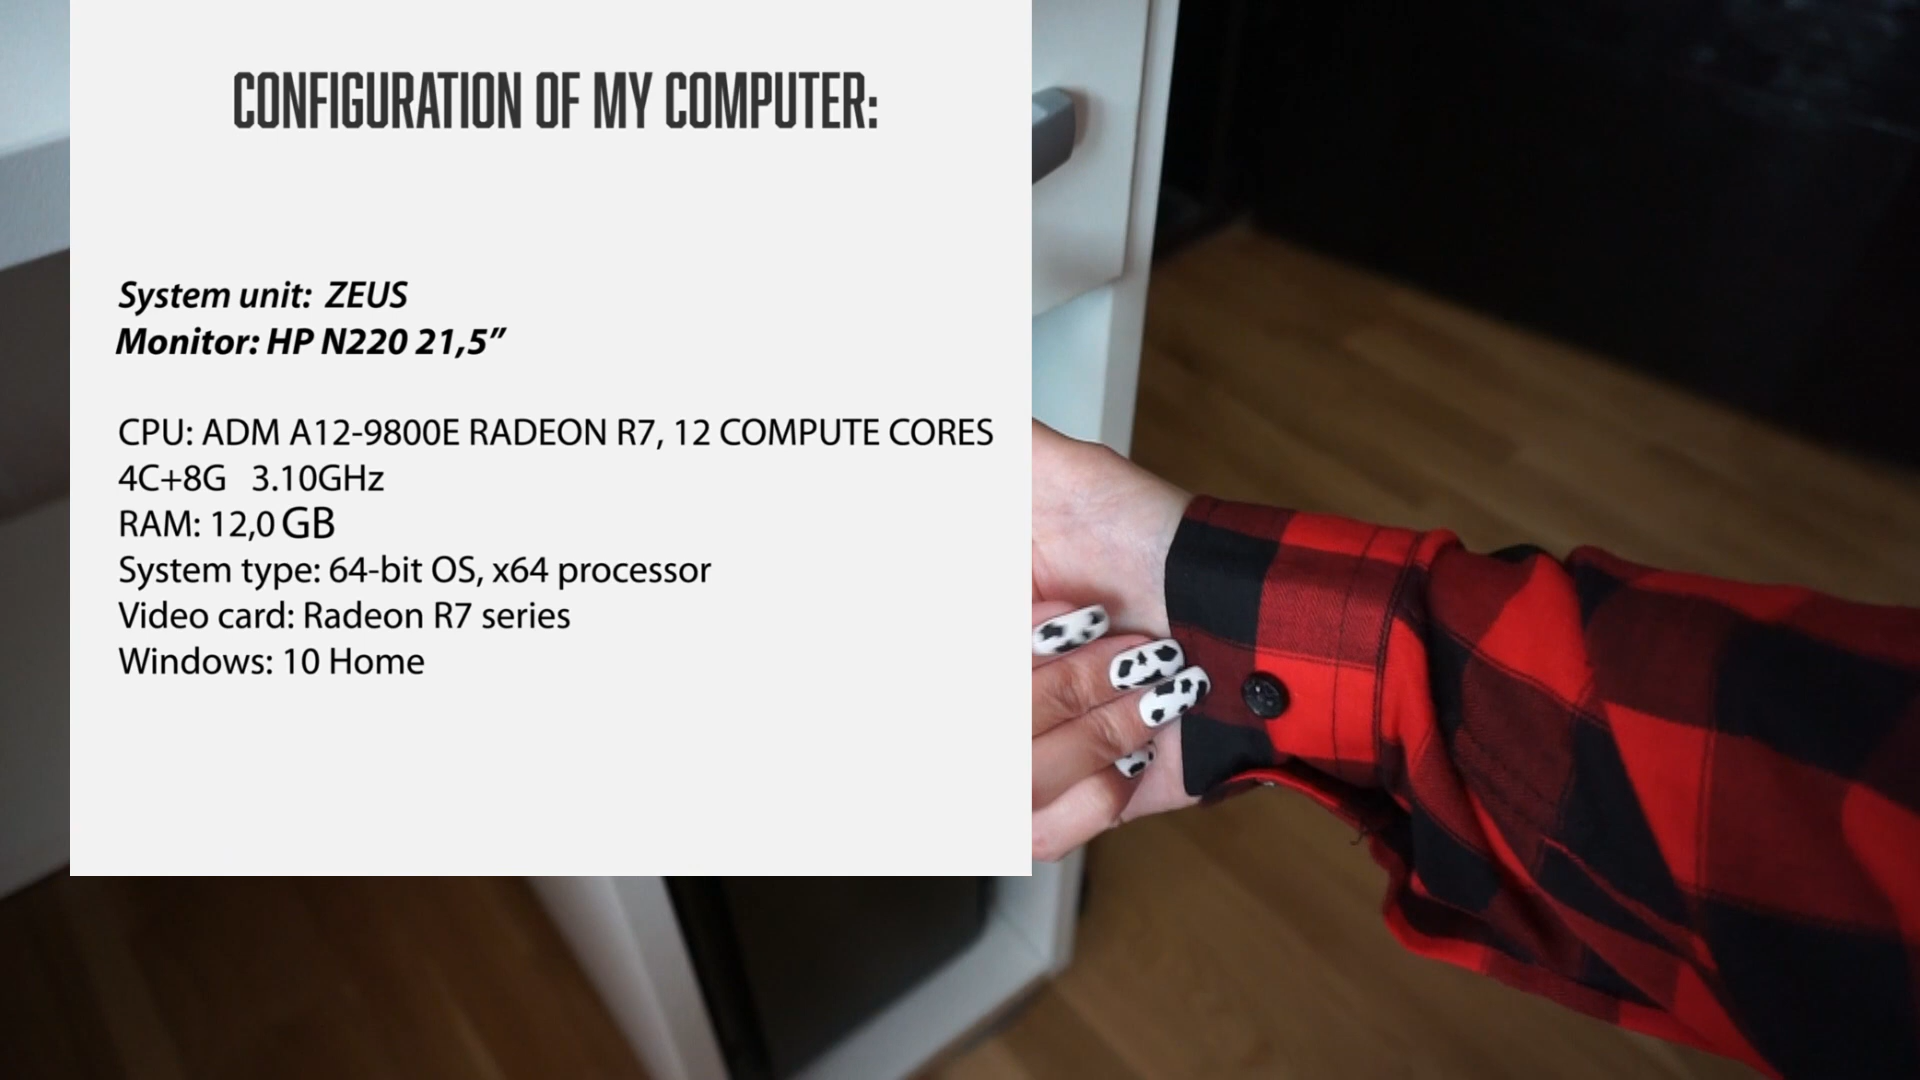 CONFIGURATION OF MY COMPUTER:
System unit: ZEUS
Monitor: HP N220 21,5”
CPU: ADM A12-9800E RADEON R7, 12 COMPUTE CORES
4C+8G 3.10GHz
RAM: 12,0 GB
System type: 64-bit OS, x64 processor
Video card: Radeon R7 series
Windows: 10 Home